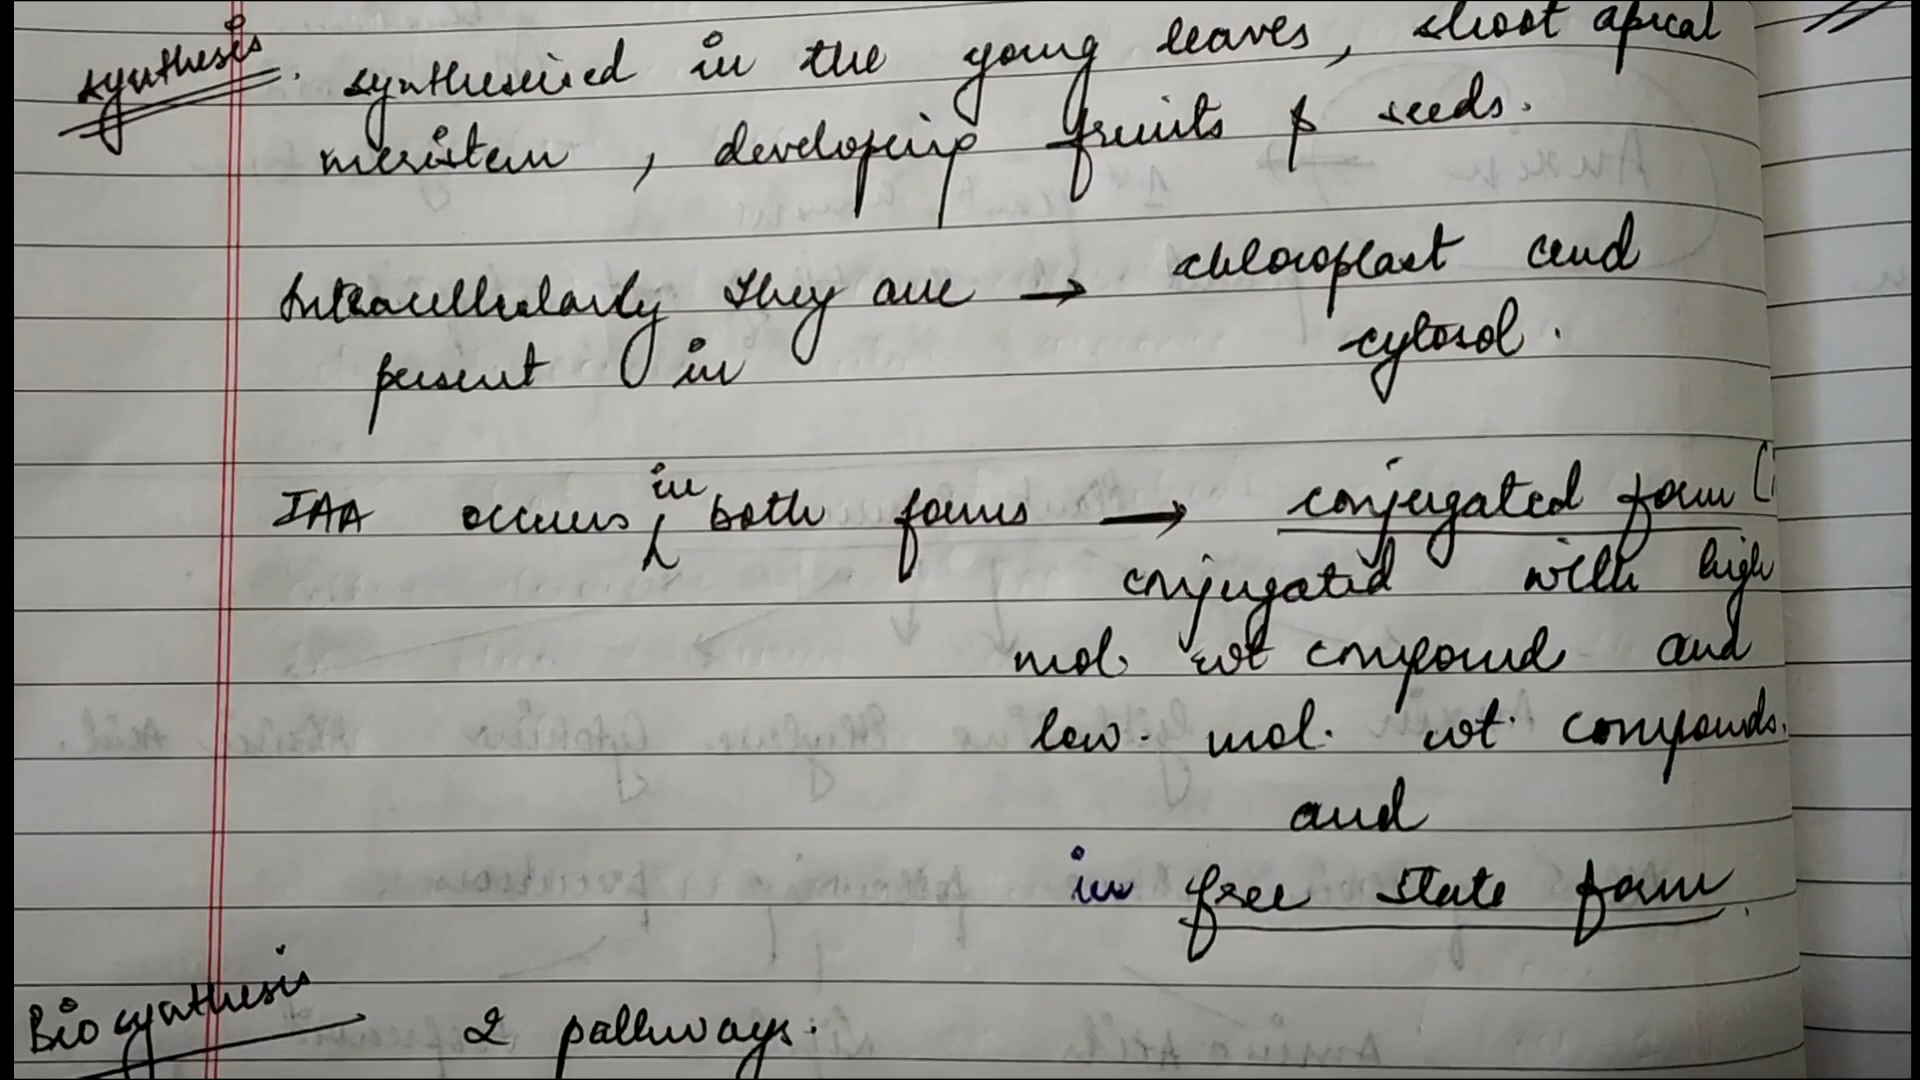 synthesis. synthesized in the young leaves, shoot apical
meristem, developing fruits & seeds.
Intracellularly they are → chloroplast and
present in cytosol.
IAA occurs in both forms → conjugated form (
conjugated with high
mol. wt compound and
low. mol. wt. compounds.
and
in free state form.
Biosynthesis 2 pathways.